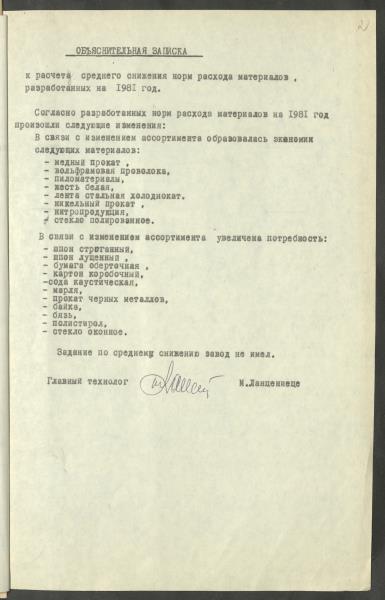 2
ОБЪЯСНИТЕЛЬНАЯ ЗАПИСКА
к расчета среднего снижения норм расхода материалов ,
разработанных на 1981 год.
Согласно разработанных норм расхода материалов на 1981 год
произошли следующие изменения:
В связи с изменением ассортимента образовалась экономия
следующих материалов:
- медный прокат ,
- вольфрамовая проволока,
- пиломатериалы,
- жесть белая,
- лента стальная холоднокат.
- никельный прокат ,
- нитропродукция,
- стекло полированное.
В связи с изменением ассортимента увеличена потребность:
- шпон строганный,
- шпон лущенный ,
- бумага оберточная ,
- картон коробочный,
-сода каустическая,
- марля,
- прокат черных металлов,
- байка,
- бязь,
- полистирол,
- стекло оконное.
Задание по среднему снижению завод не имел.
Главный технолог М.Ланценнеце